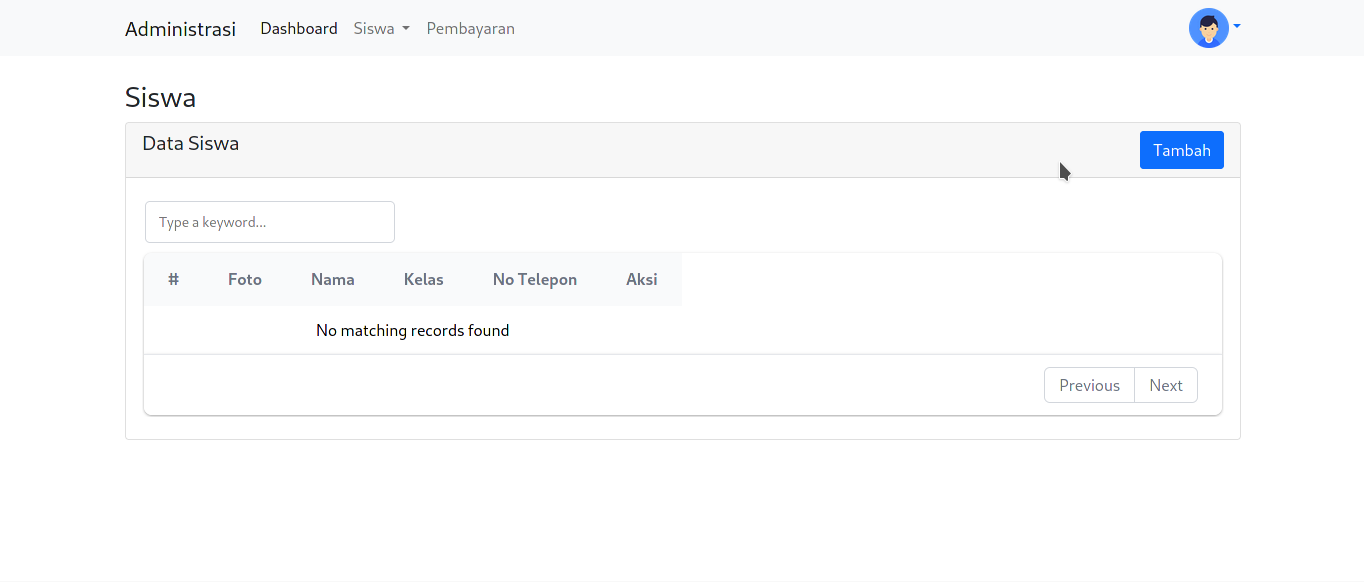 Administrasi Dashboard Siswa Pembayaran
Siswa
Data Siswa Tambah
Type a keyword...
# Foto Nama Kelas No Telepon Aksi
No matching records found
Previous Next